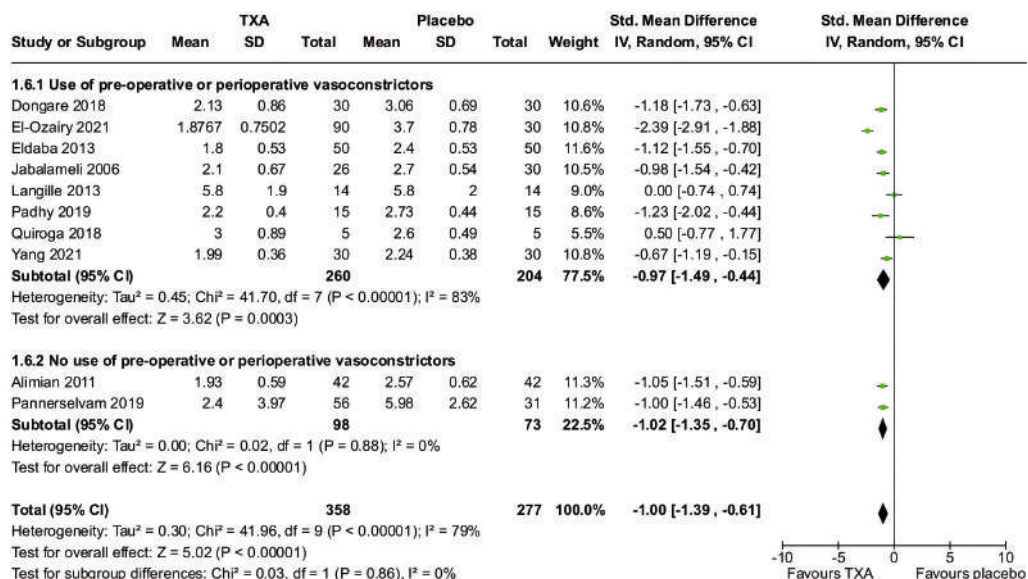 TXA Placebo Std. Mean Difference Std. Mean Difference
Study or Subgroup Mean SD Total Mean SD Total Weight IV, Random, 95% CI IV, Random, 95% CI
1.6.1 Use of pre-operative or perioperative vasoconstrictors
Dongare 2018 2.13 0.86 30 3.06 0.69 30 10.6% -1.18 [-1.73 , -0.63]
El-Ozairy 2021 1.8767 0.7502 90 3.7 0.78 30 10.8% -2.39 [-2.91 , -1.88]
Eldaba 2013 1.8 0.53 50 2.4 0.53 50 11.6% -1.12 [-1.55 , -0.70]
Jabalameli 2006 2.1 0.67 26 2.7 0.54 30 10.5% -0.98 [-1.54 , -0.42]
Langille 2013 5.8 1.9 14 5.8 2 14 9.0% 0.00 [-0.74 , 0.74]
Padhy 2019 2.2 0.4 15 2.73 0.44 15 8.6% -1.23 [-2.02 , -0.44]
Quiroga 2018 3 0.89 5 2.6 0.49 5 5.5% 0.50 [-0.77 , 1.77]
Yang 2021 1.99 0.36 30 2.24 0.38 30 10.9% -0.67 [-1.19 , -0.15]
Subtotal (95% CI) 260 204 77.5% -0.97 [-1.49 , -0.44]
Heterogeneity: Tau² = 0.45; Chi² = 41.70, df = 7 (P < 0.00001); I² = 83%
Test for overall effect: Z = 3.62 (P = 0.0003)
1.6.2 No use of pre-operative or perioperative vasoconstrictors
Alimian 2011 1.93 0.59 42 2.57 0.62 42 11.3% -1.05 [-1.51 , -0.59]
Pannerselvam 2019 2.4 3.97 56 5.98 2.62 31 11.2% -1.00 [-1.46 , -0.53]
Subtotal (95% CI) 98 73 22.5% -1.02 [-1.35 , -0.70]
Heterogeneity: Tau² = 0.00; Chi² = 0.02, df = 1 (P = 0.88); I² = 0%
Test for overall effect: Z = 6.16 (P < 0.00001)
Total (95% CI) 358 277 100.0% -1.00 [-1.39 , -0.61]
Heterogeneity: Tau² = 0.30; Chi² = 41.96, df = 9 (P < 0.00001); I² = 79%
Test for overall effect: Z = 5.02 (P < 0.00001)
Test for subgroup differences: Chi² = 0.03, df = 1 (P = 0.86), I² = 0%
-10 -5 0 5 10
Favours TXA Favours placebo